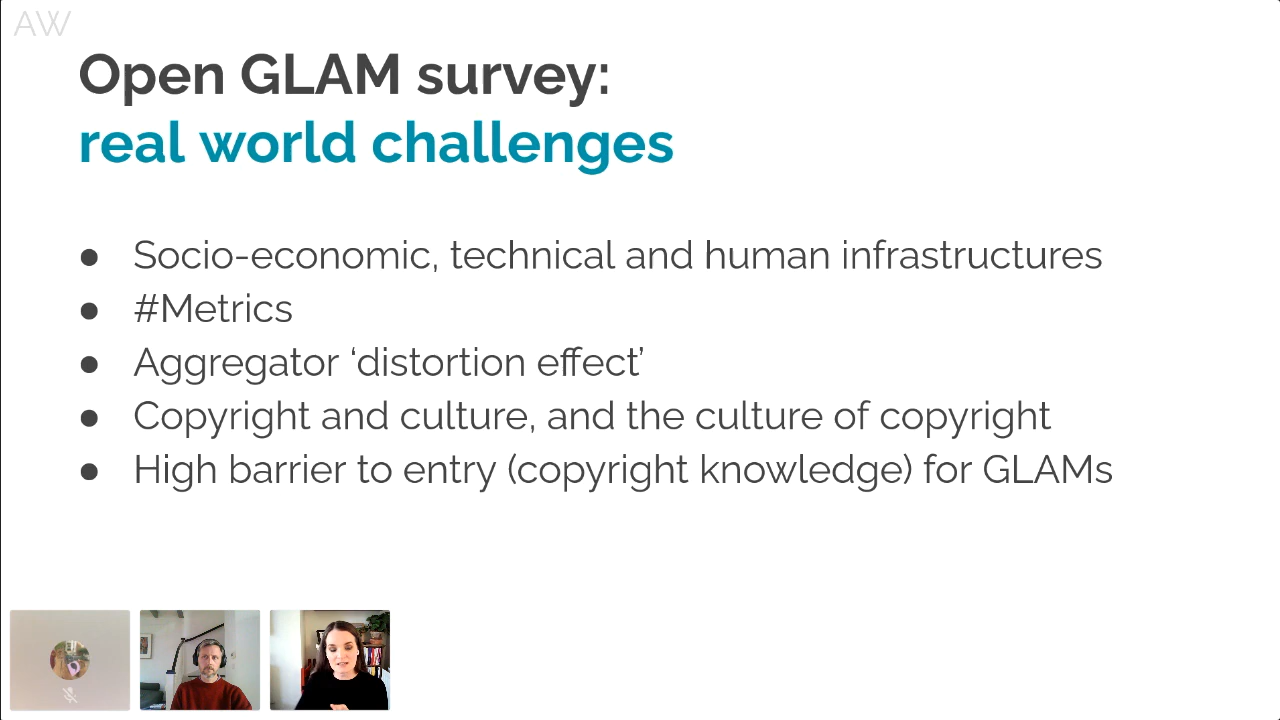 AW
Open GLAM survey:
real world challenges
● Socio-economic, technical and human infrastructures
● #Metrics
● Aggregator ‘distortion effect’
● Copyright and culture, and the culture of copyright
● High barrier to entry (copyright knowledge) for GLAMs